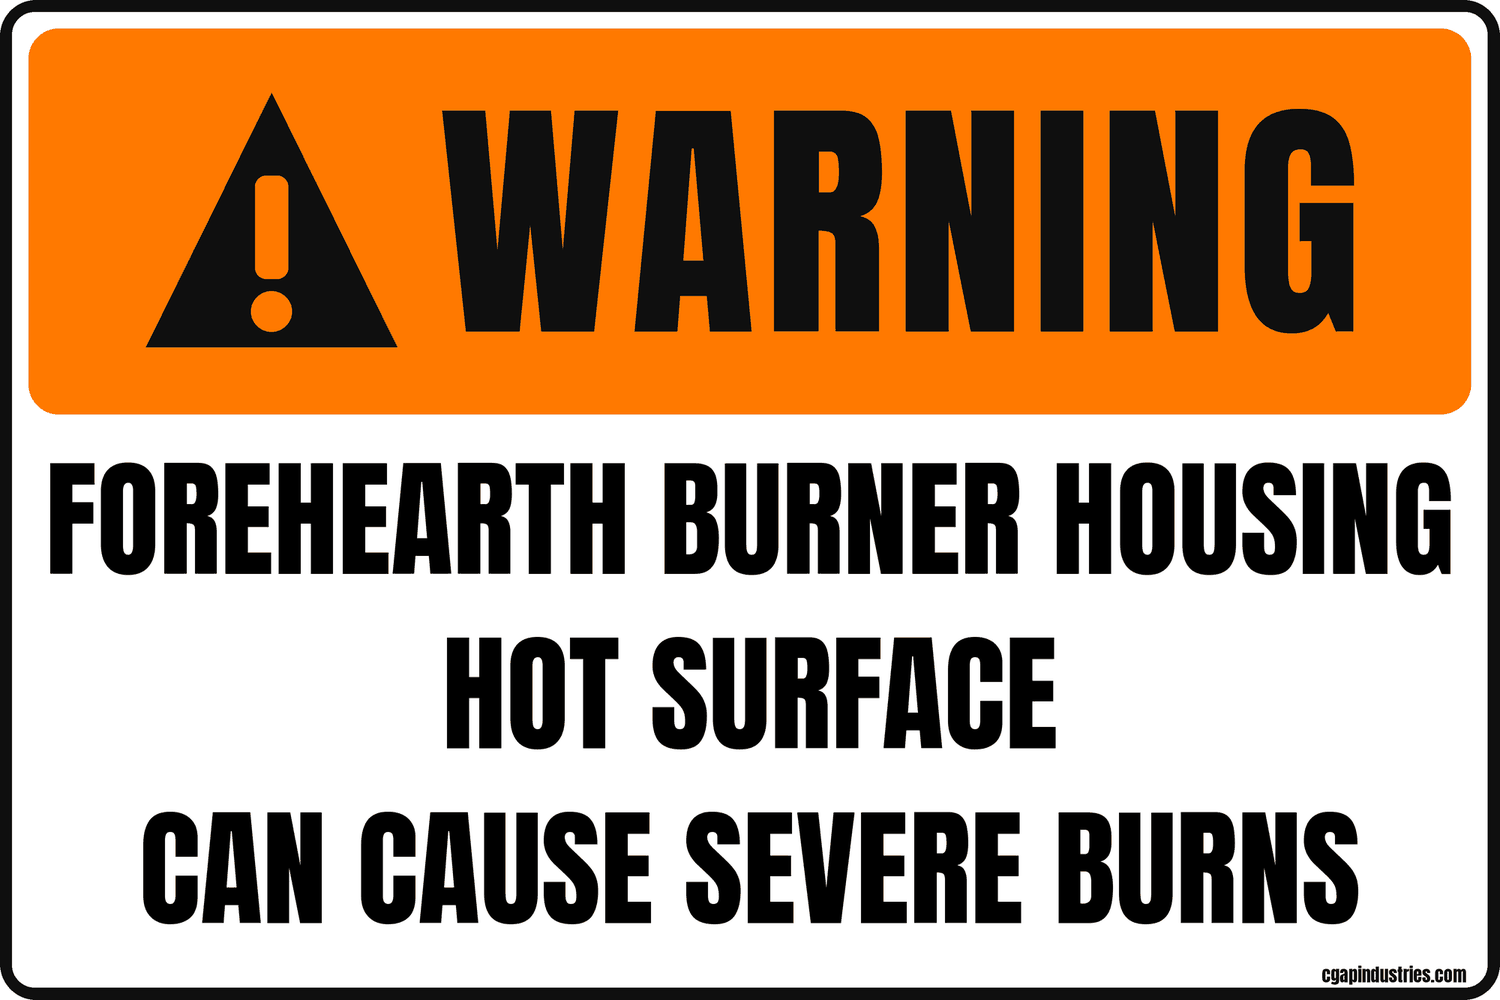 WARNING
FOREHEARTH BURNER HOUSING
HOT SURFACE
CAN CAUSE SEVERE BURNS
cgapindustries.com